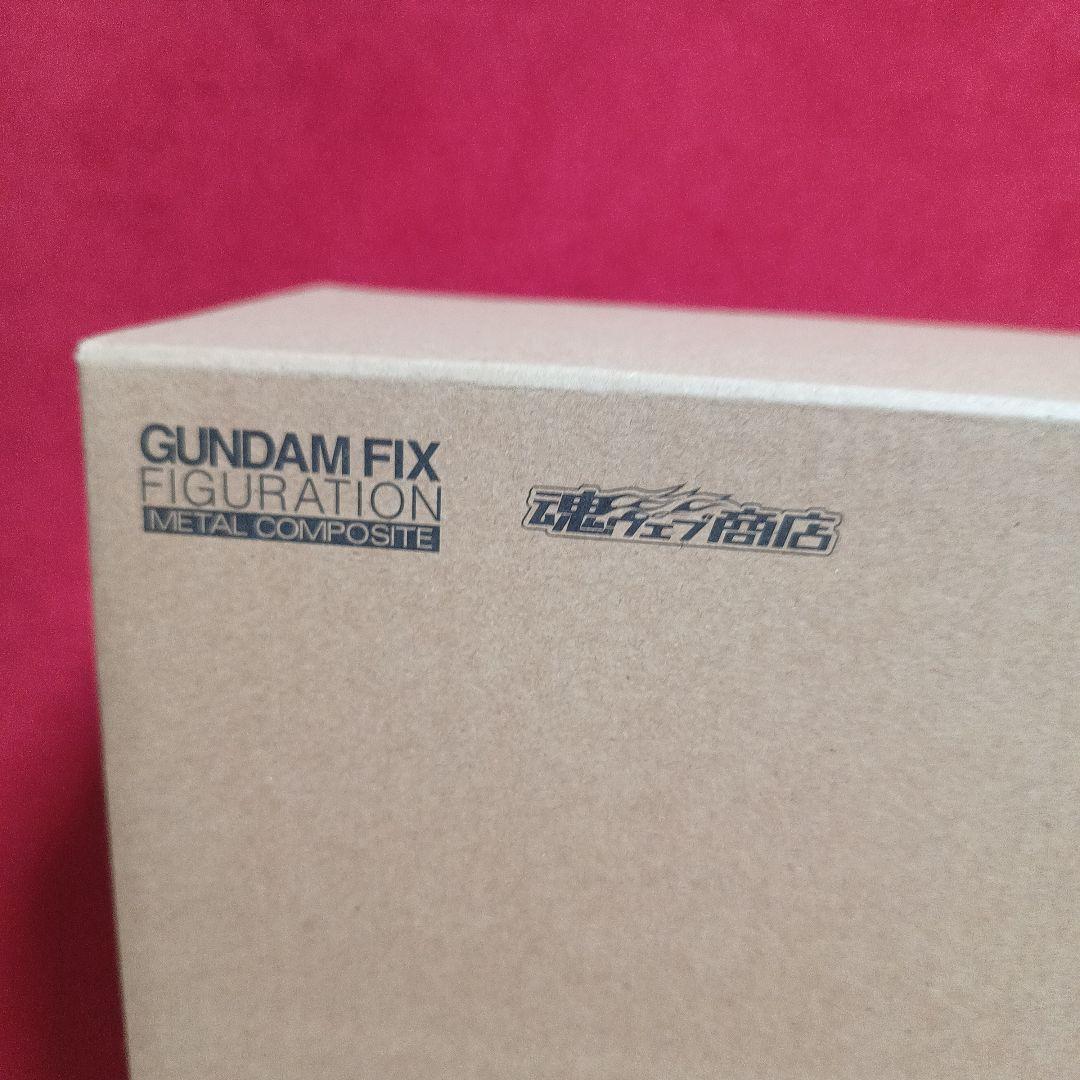 GUNDAM FIX
FIGURATION
METAL COMPOSITE
魂ウェブ商店